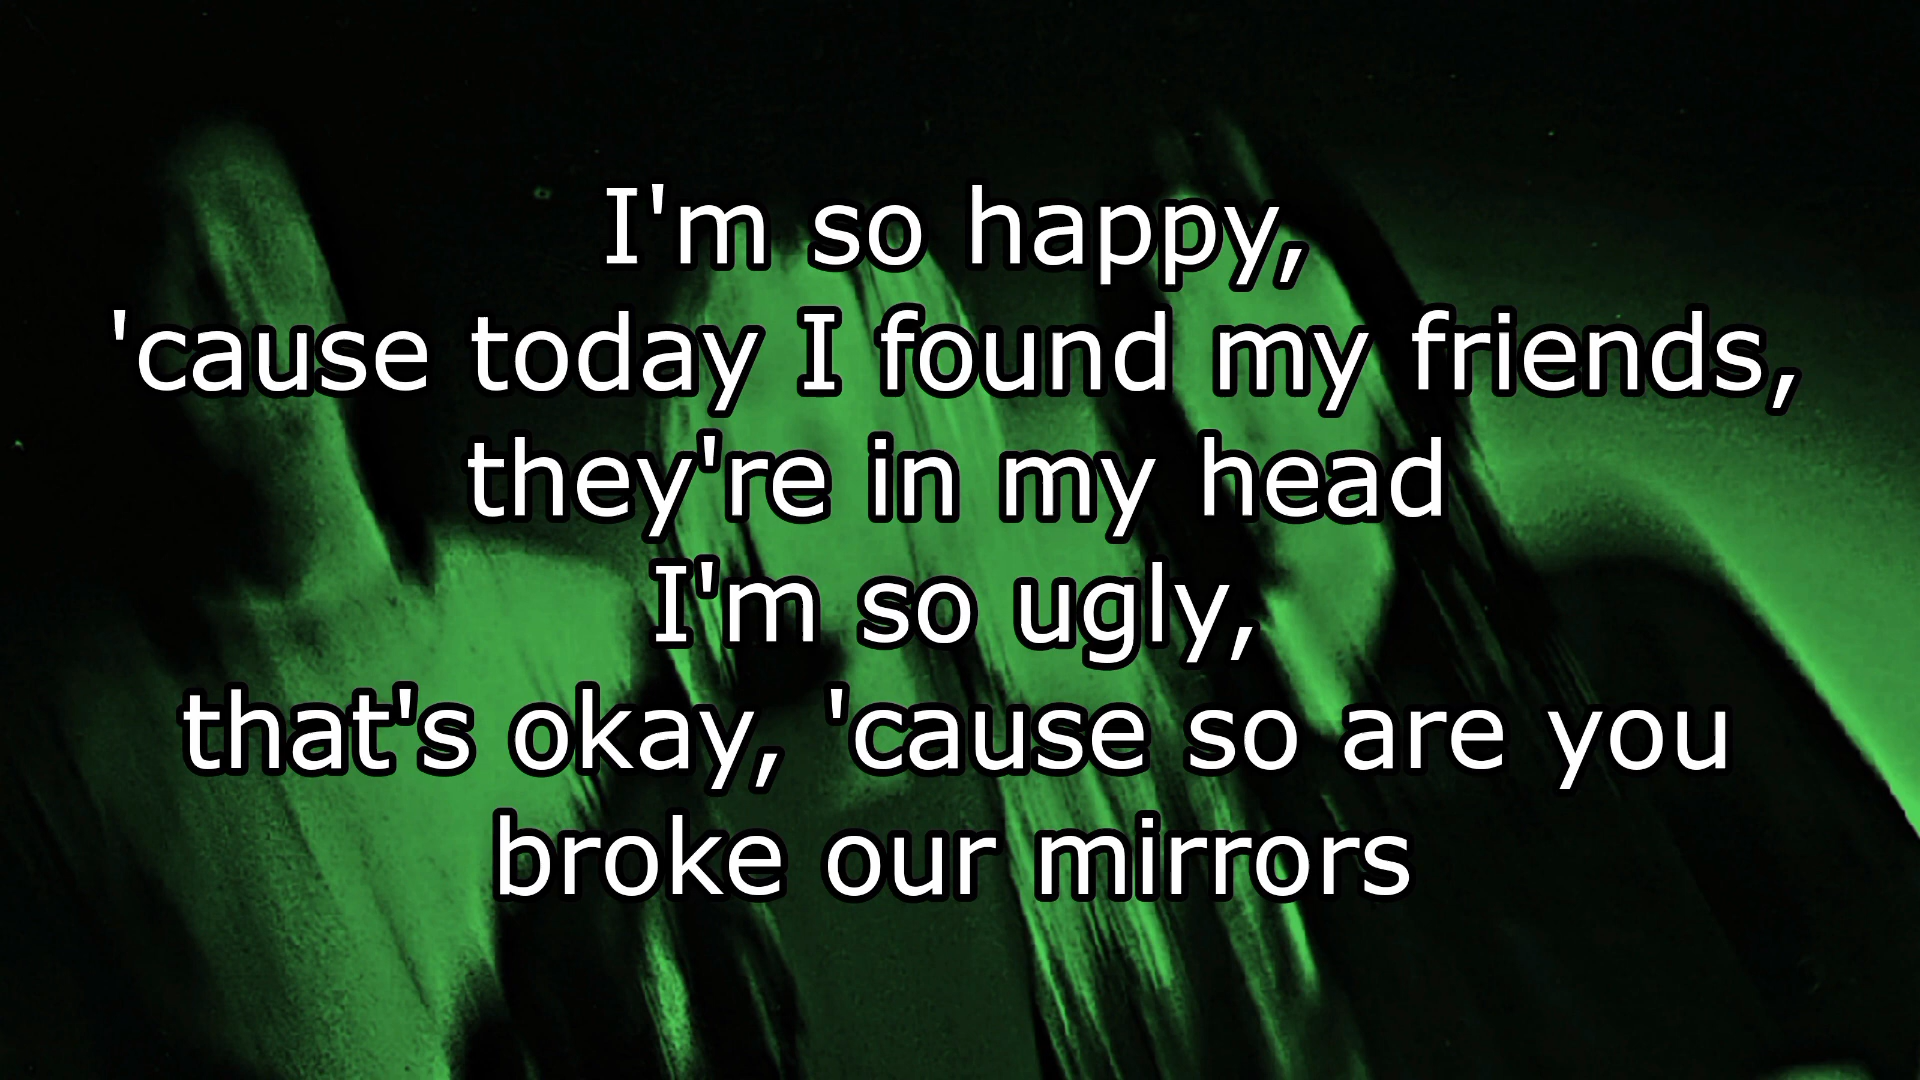 I'm so happy,
'cause today I found my friends,
they're in my head
I'm so ugly,
that's okay, 'cause so are you
broke our mirrors